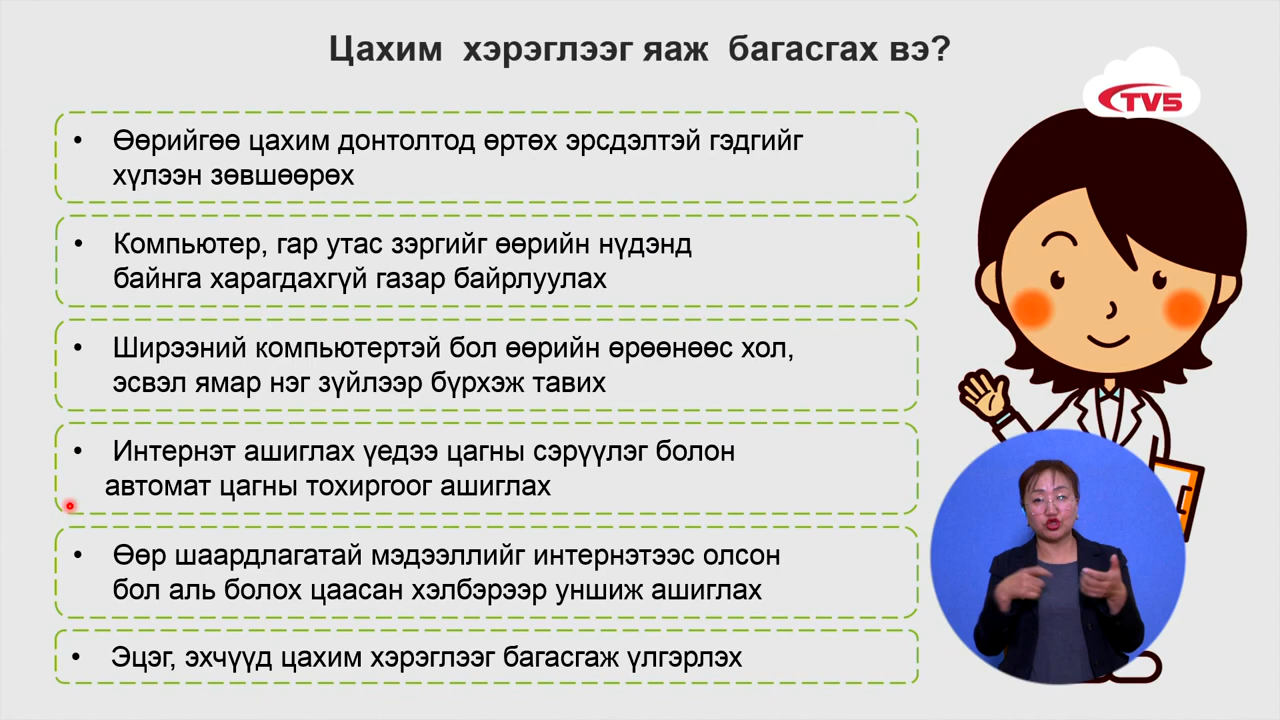 Цахим хэрэглээг яаж багасгах вэ?
TV5
• Өөрийгөө цахим донтолтод өртөх эрсдэлтэй гэдгийг
хүлээн зөвшөөрөх
• Компьютер, гар утас зэргийг өөрийн нүдэнд
байнга харагдахгүй газар байрлуулах
• Ширээний компьютертэй бол өөрийн өрөөнөөс хол,
эсвэл ямар нэг зүйлээр бүрхэж тавих
• Интернэт ашиглах үедээ цагны сэрүүлэг болон
автомат цагны тохиргоог ашиглах
• Өөр шаардлагатай мэдээллийг интернэтээс олсон
бол аль болох цаасан хэлбэрээр уншиж ашиглах
• Эцэг, эхчүүд цахим хэрэглээг багасгаж үлгэрлэх